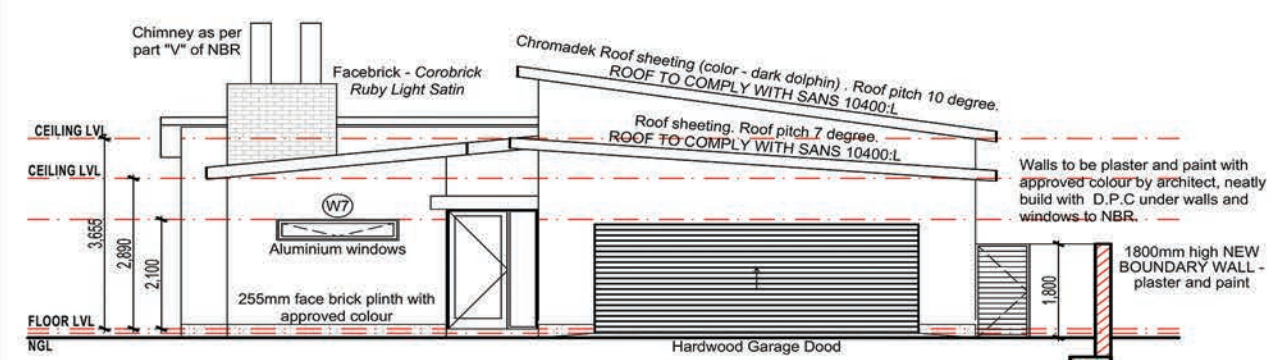 Chimney as per
part "V" of NBR
Facebrick - Corobrick
Ruby Light Satin
Chromadek Roof sheeting (color - dark dolphin) . Roof pitch 10 degree.
ROOF TO COMPLY WITH SANS 10400:L
Roof sheeting. Roof pitch 7 degree.
ROOF TO COMPLY WITH SANS 10400:L
CEILING LVL
CEILING LVL
Walls to be plaster and paint with
approved colour by architect, neatly
build with D.P.C under walls and
windows to NBR.
W7
Aluminium windows
3,655
2,890
2,100
255mm face brick plinth with
approved colour
1800mm high NEW
BOUNDARY WALL -
plaster and paint
1,800
FLOOR LVL
NGL
Hardwood Garage Dood